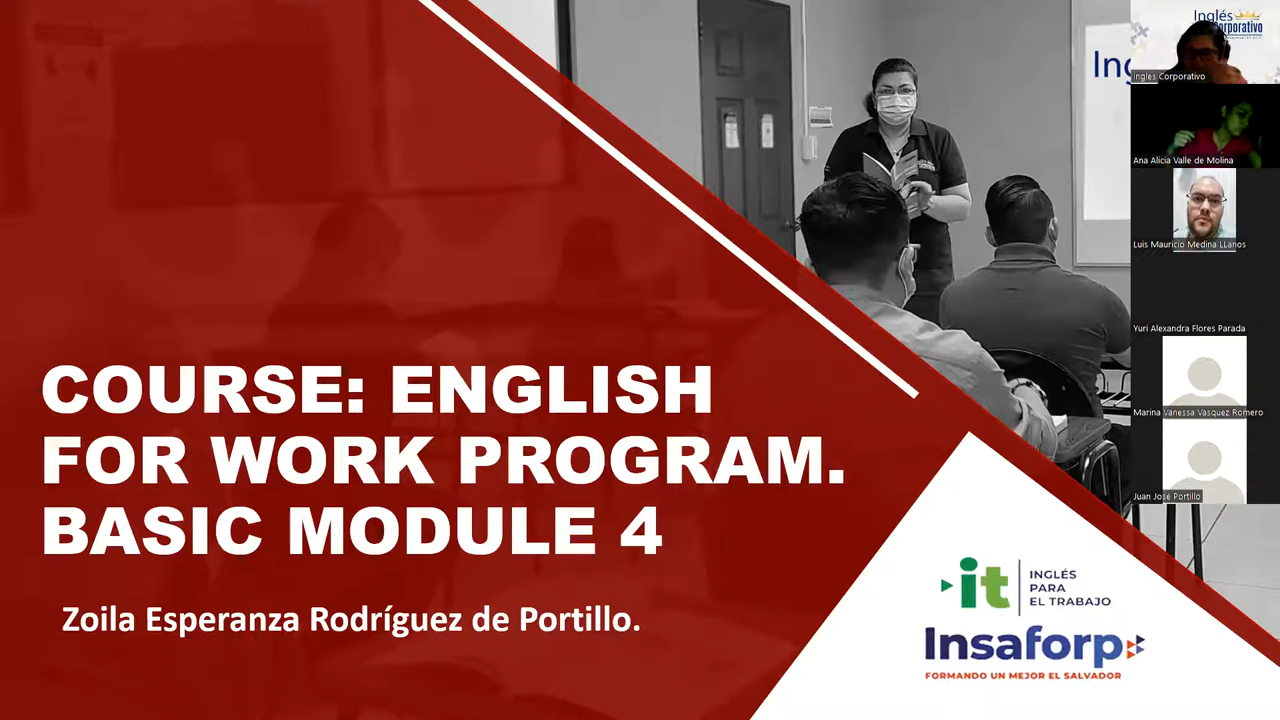 COURSE: ENGLISH
FOR WORK PROGRAM.
BASIC MODULE 4
Zoila Esperanza Rodríguez de Portillo.
it
INGLÉS
PARA
EL TRABAJO
Insaforp
FORMANDO UN MEJOR EL SALVADOR
Ing
Inglés
Corporativo
Ingles Corporativo
Ana Alicia Valle de Molina
Luis Mauricio Medina LLanos
Yuri Alexandra Flores Parada
Marina Vanessa Vasquez Romero
Juan José Portillo